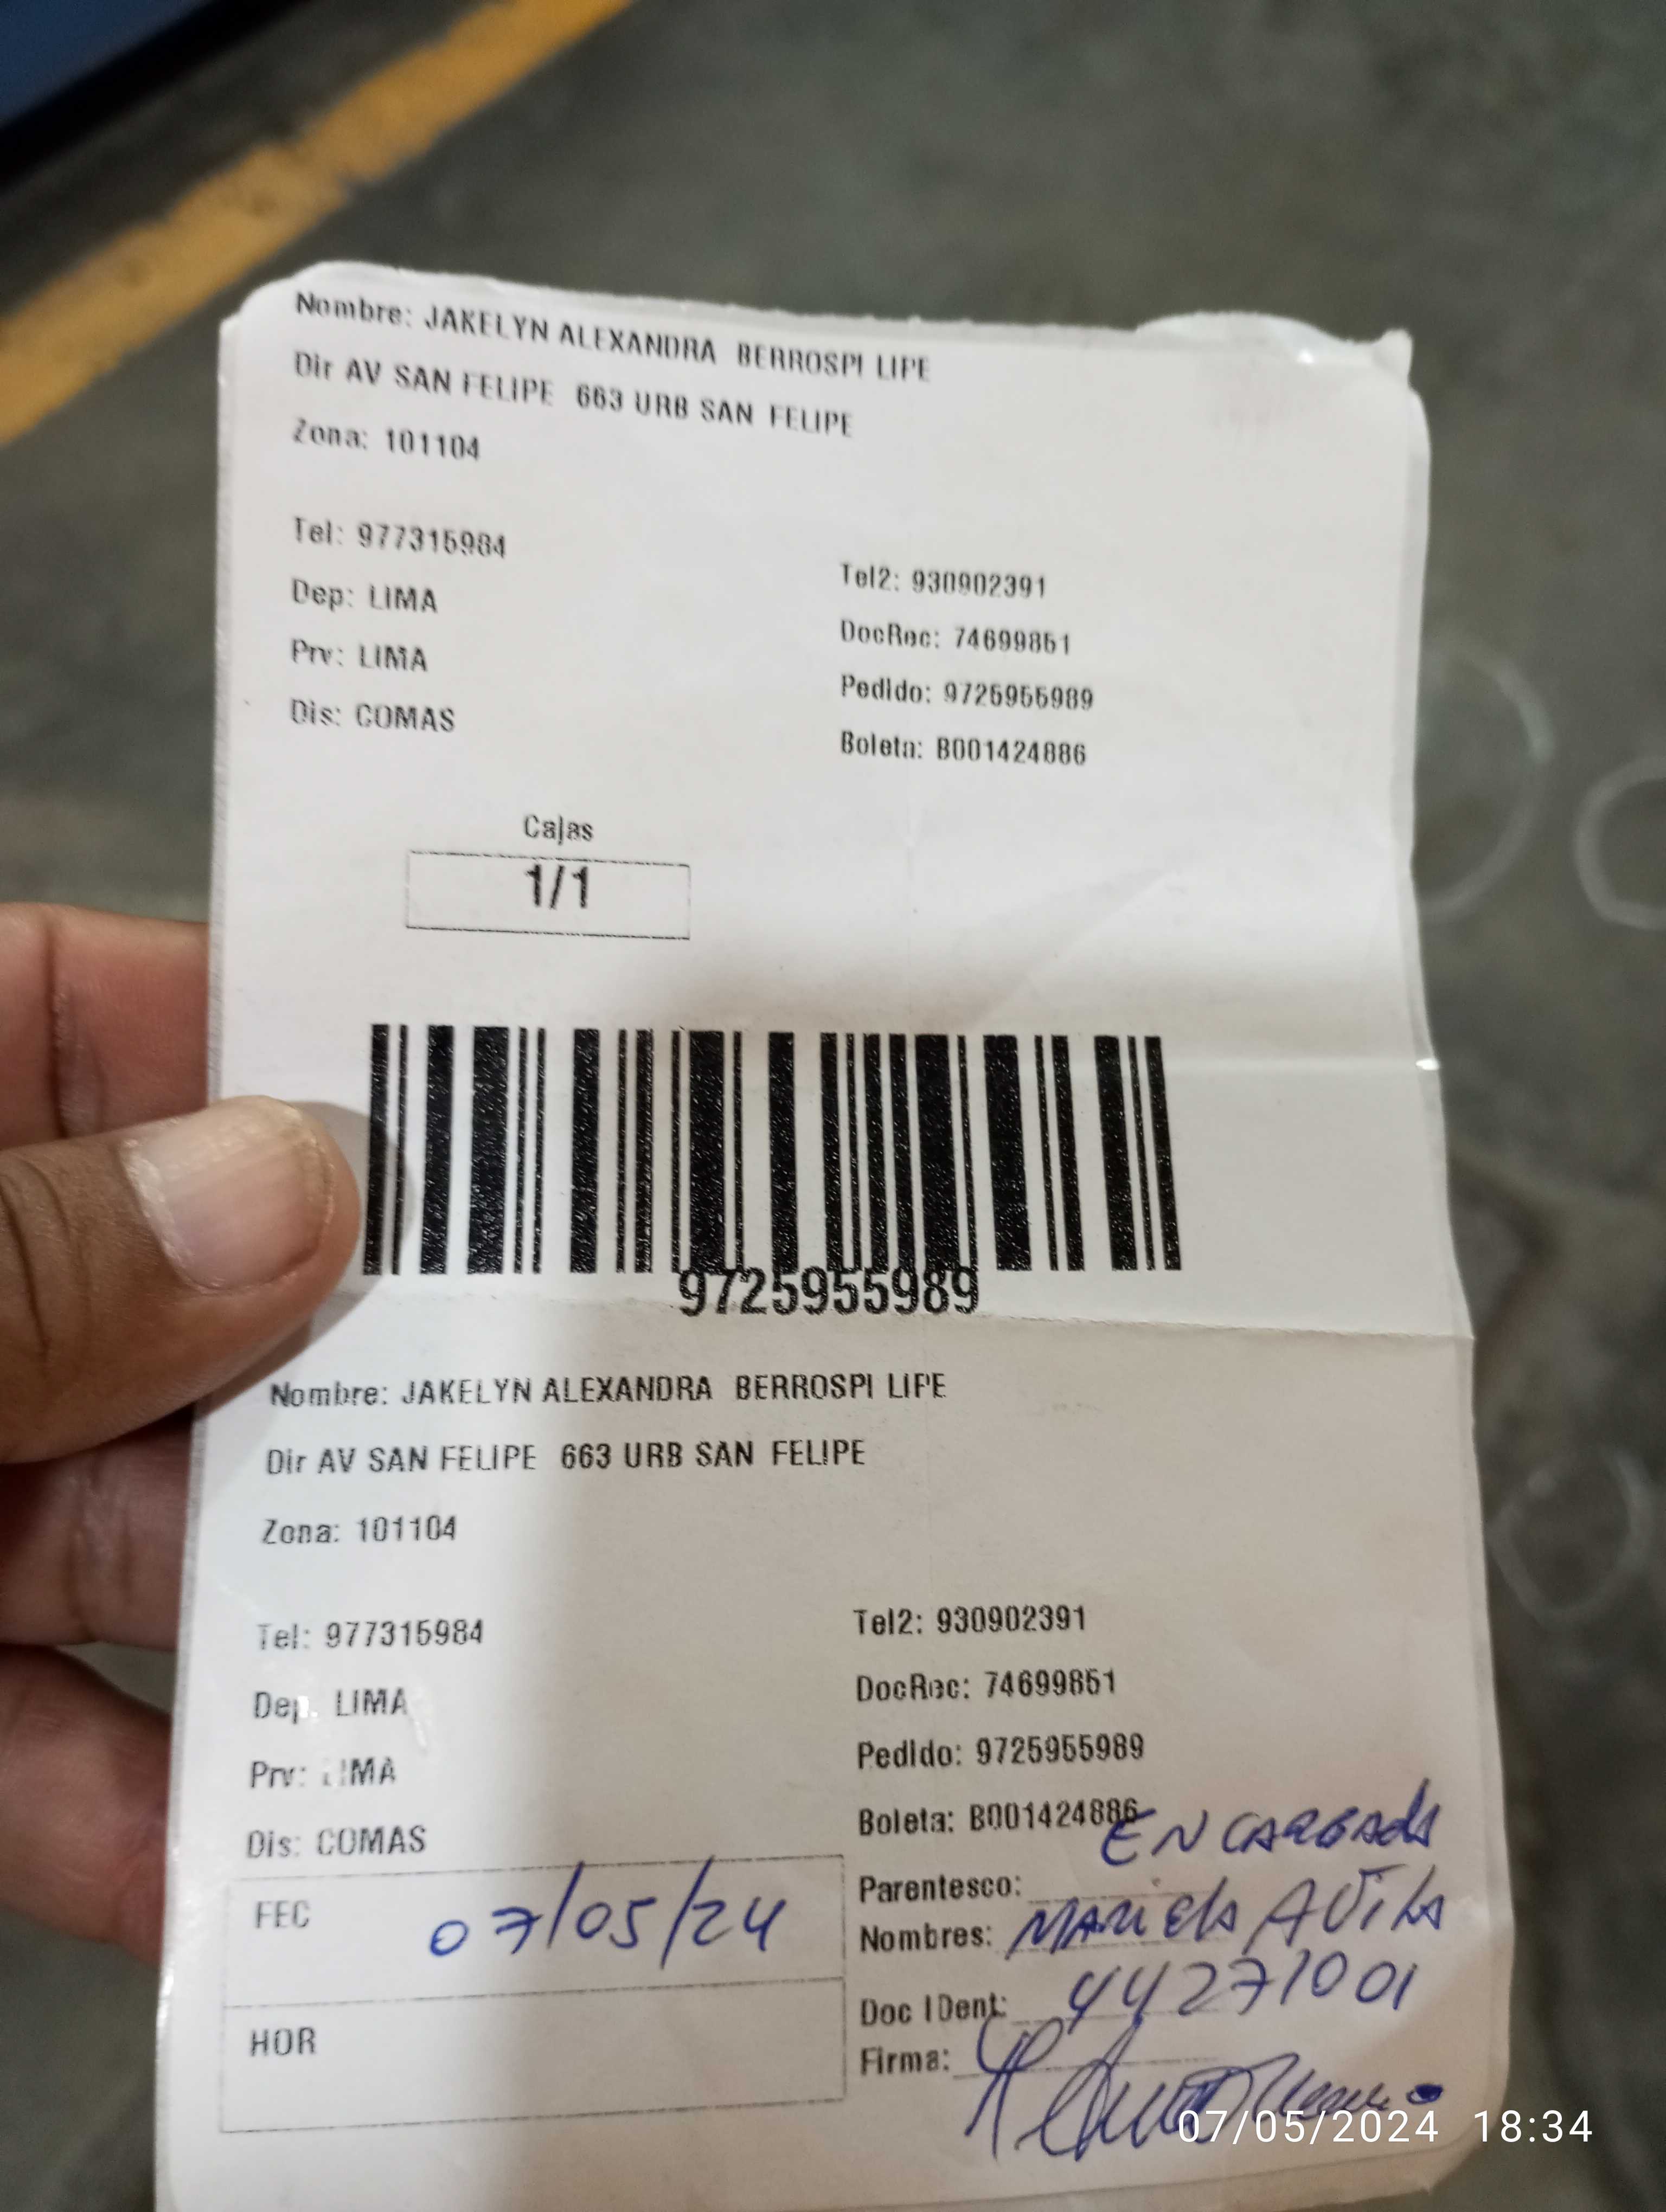 Nombre: JAKELYN ALEXANDRA BERROSPI LIPE
Dir AV SAN FELIPE 663 URB SAN FELIPE
Zona: 101104
Tel: 977315984
Tel2: 930902391
Dep: LIMA
DocRec: 74699851
Prv: LIMA
Pedido: 9725955989
Dis: COMAS
Boleta: B001424886
Cajas
1/1
9725955989
Nombre: JAKELYN ALEXANDRA BERROSPI LIPE
Dir AV SAN FELIPE 663 URB SAN FELIPE
Zona: 101104
Tel: 977315984
Tel2: 930902391
Dep. LIMA
DocRec: 74699851
Prv: LIMA
Pedido: 9725955989
Dis: COMAS
Boleta: B001424886
ENCARGADA
FEC 07/05/24
Parentesco:
Nombres: MARIELA AVILA
Doc IDent: 44271001
HOR
Firma:
07/05/2024 18:34